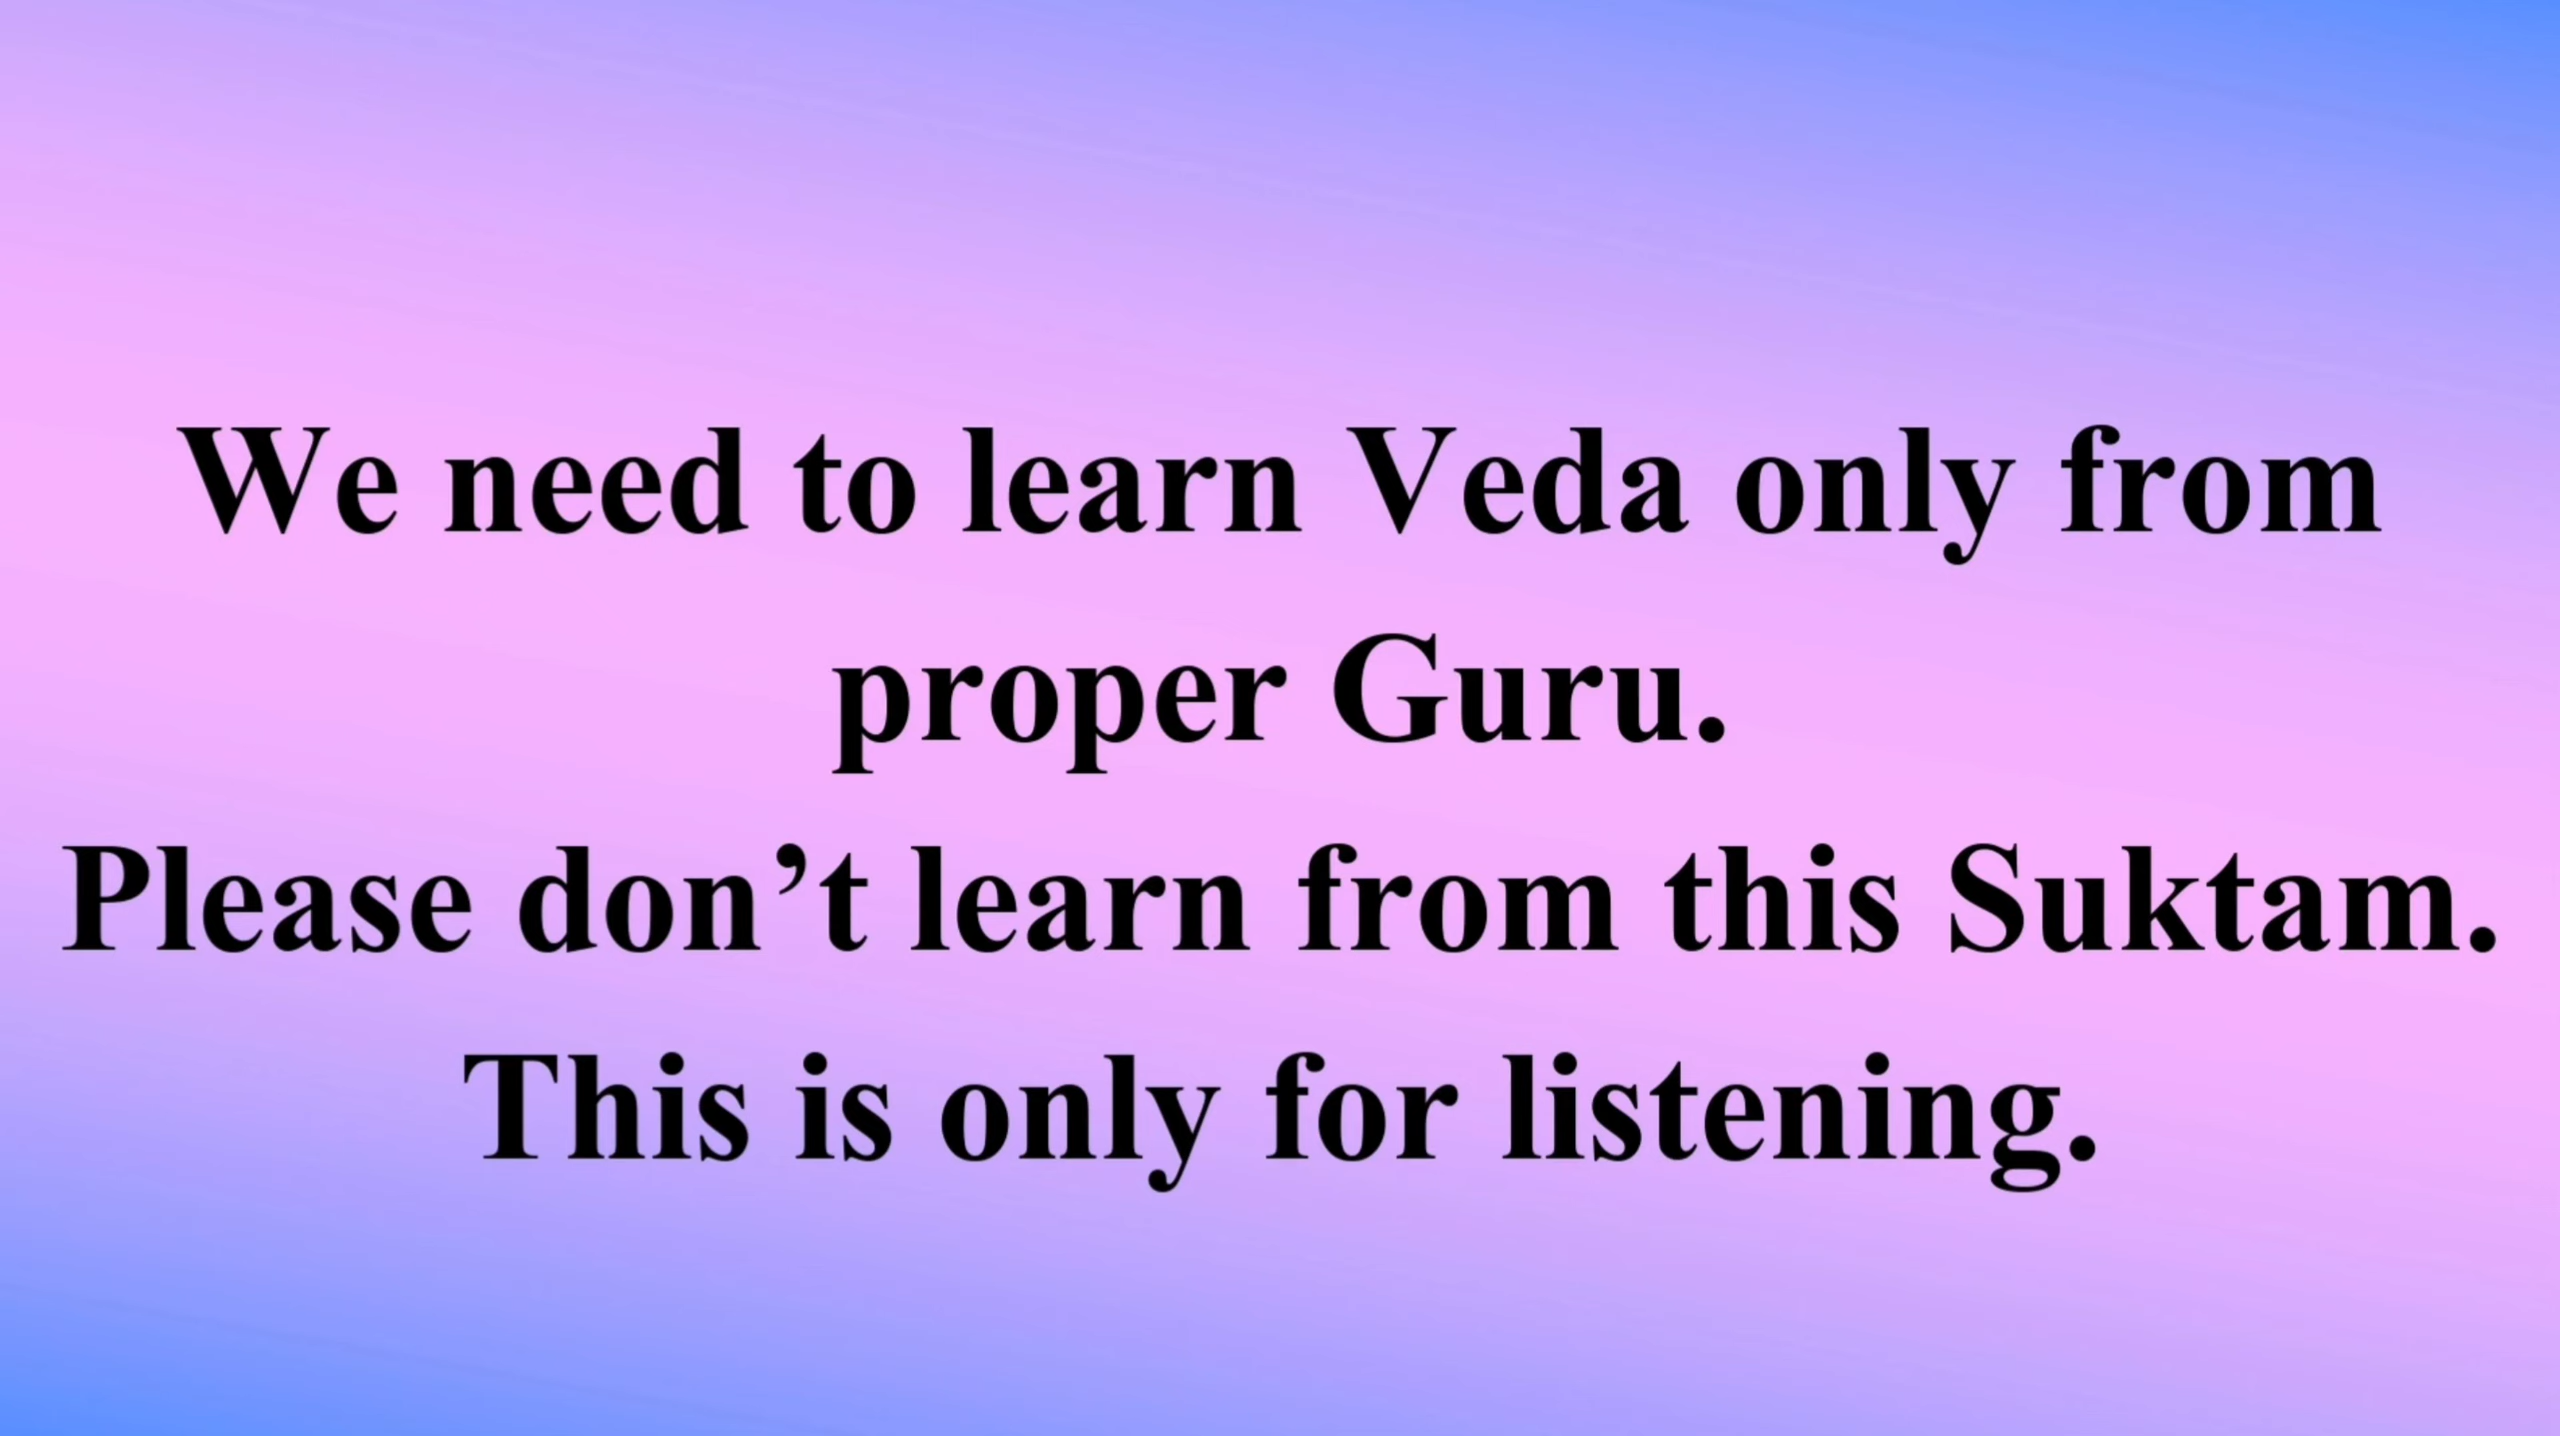 We need to learn Veda only from
proper Guru.
Please don’t learn from this Suktam.
This is only for listening.